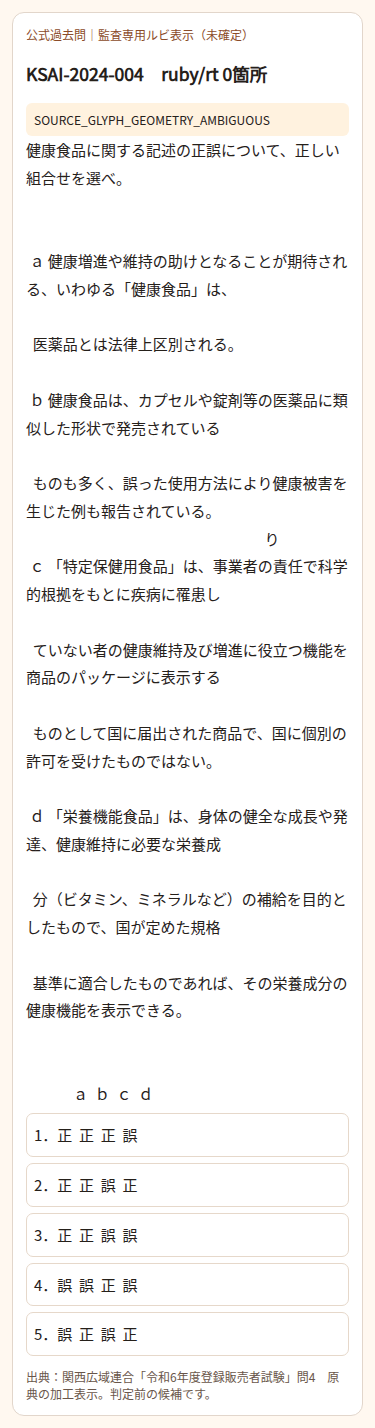 公式過去問｜監査専用ルビ表示（未確定）
KSAI-2024-004　ruby/rt 0箇所
SOURCE_GLYPH_GEOMETRY_AMBIGUOUS
健康食品に関する記述の正誤について、正しい
組合せを選べ。
ａ 健康増進や維持の助けとなることが期待され
る、いわゆる「健康食品」は、
医薬品とは法律上区別される。
ｂ 健康食品は、カプセルや錠剤等の医薬品に類
似した形状で発売されている
ものも多く、誤った使用方法により健康被害を
生じた例も報告されている。
り
ｃ 「特定保健用食品」は、事業者の責任で科学
的根拠をもとに疾病に罹患し
ていない者の健康維持及び増進に役立つ機能を
商品のパッケージに表示する
ものとして国に届出された商品で、国に個別の
許可を受けたものではない。
ｄ 「栄養機能食品」は、身体の健全な成長や発
達、健康維持に必要な栄養成
分（ビタミン、ミネラルなど）の補給を目的と
したもので、国が定めた規格
基準に適合したものであれば、その栄養成分の
健康機能を表示できる。
ａ ｂ ｃ ｄ
1．正 正 正 誤
2．正 正 誤 正
3．正 正 誤 誤
4．誤 誤 正 誤
5．誤 正 誤 正
出典：関西広域連合「令和6年度登録販売者試験」問4　原
典の加工表示。判定前の候補です。